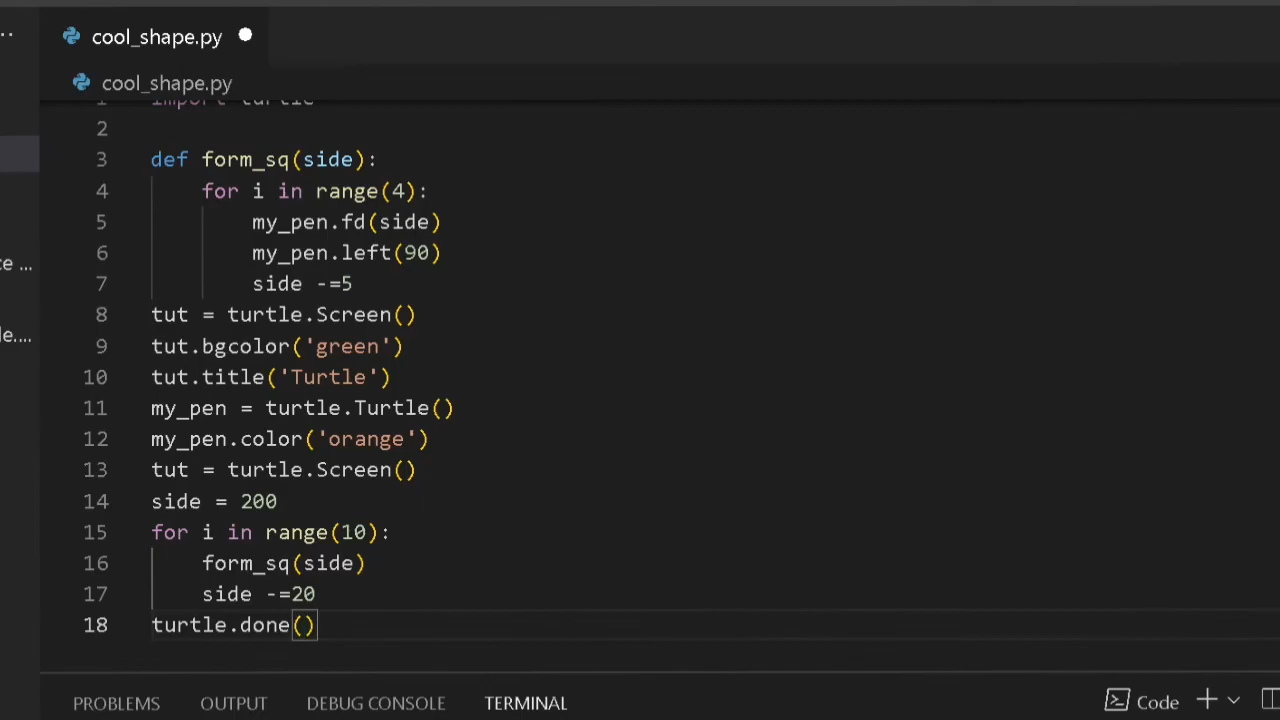 cool_shape.py
cool_shape.py
1 import turtle
2
3 def form_sq(side):
4 for i in range(4):
5 my_pen.fd(side)
6 my_pen.left(90)
7 side -=5
8 tut = turtle.Screen()
9 tut.bgcolor('green')
10 tut.title('Turtle')
11 my_pen = turtle.Turtle()
12 my_pen.color('orange')
13 tut = turtle.Screen()
14 side = 200
15 for i in range(10):
16 form_sq(side)
17 side -=20
18 turtle.done()
PROBLEMS OUTPUT DEBUG CONSOLE TERMINAL Code